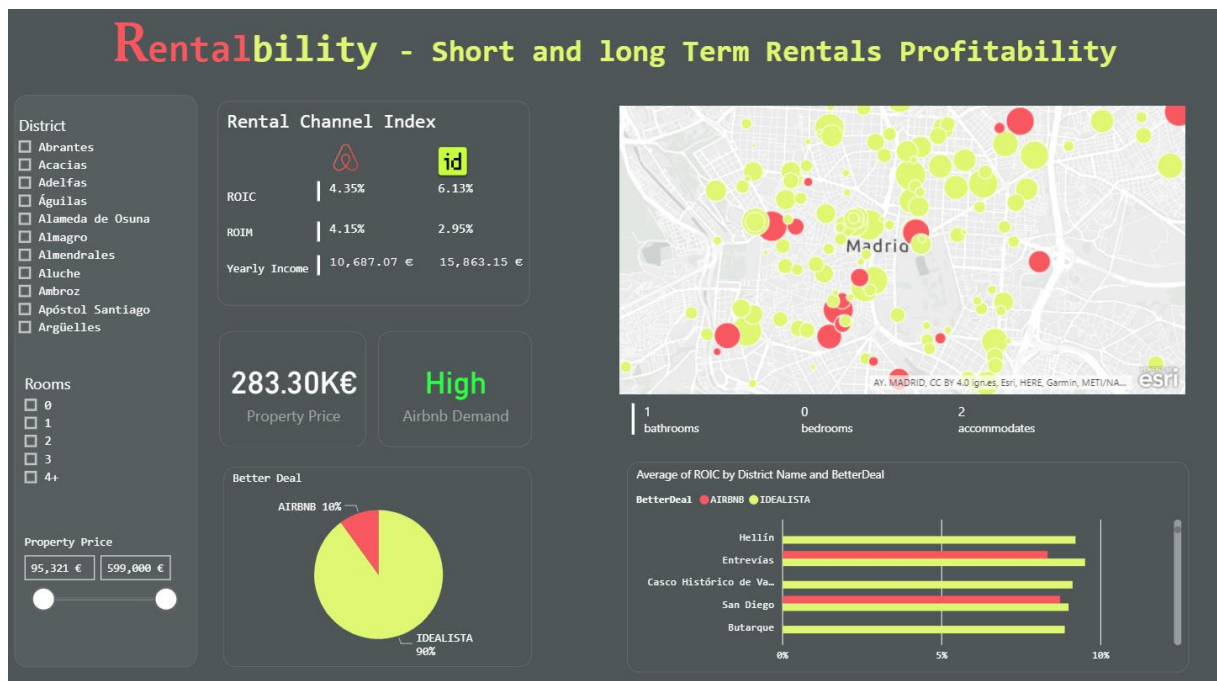 Rentalbility - Short and long Term Rentals Profitability
District
Abrantes
Acacias
Adelfas
Águilas
Alameda de Osuna
Almagro
Almendrales
Aluche
Ambroz
Apóstol Santiago
Argüelles
Rooms
0
1
2
3
4+
Property Price
95,321 €
599,000 €
Rental Channel Index
id
ROIC 4.35% 6.13%
ROIM 4.15% 2.95%
Yearly Income 10,687.07 € 15,863.15 €
283.30K€
Property Price
High
Airbnb Demand
Better Deal
AIRBNB 10%
IDEALISTA
90%
Madrid
AY. MADRID, CC BY 4.0 ign.es, Esri, HERE, Garmin, METI/NA...
esri
1 0 2
bathrooms bedrooms accommodates
Average of ROIC by District Name and BetterDeal
BetterDeal AIRBNB IDEALISTA
Hellín
Entrevías
Casco Histórico de Va…
San Diego
Butarque
0% 5% 10%